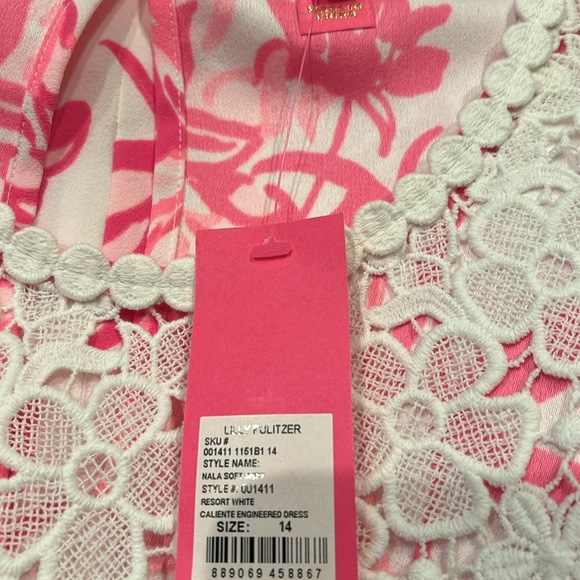 LILLY PULITZER
SKU #
001411 1151B1 14
STYLE NAME:
NALA SOFT
STYLE #: 001411
RESORT WHITE
CALIENTE ENGINEERED DRESS
SIZE: 14
889069 458867